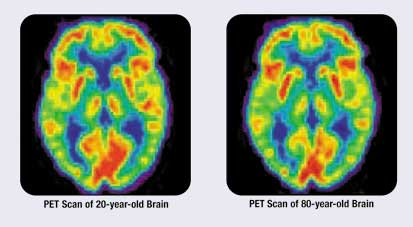 PET Scan of 20-year-old Brain
PET Scan of 80-year-old Brain